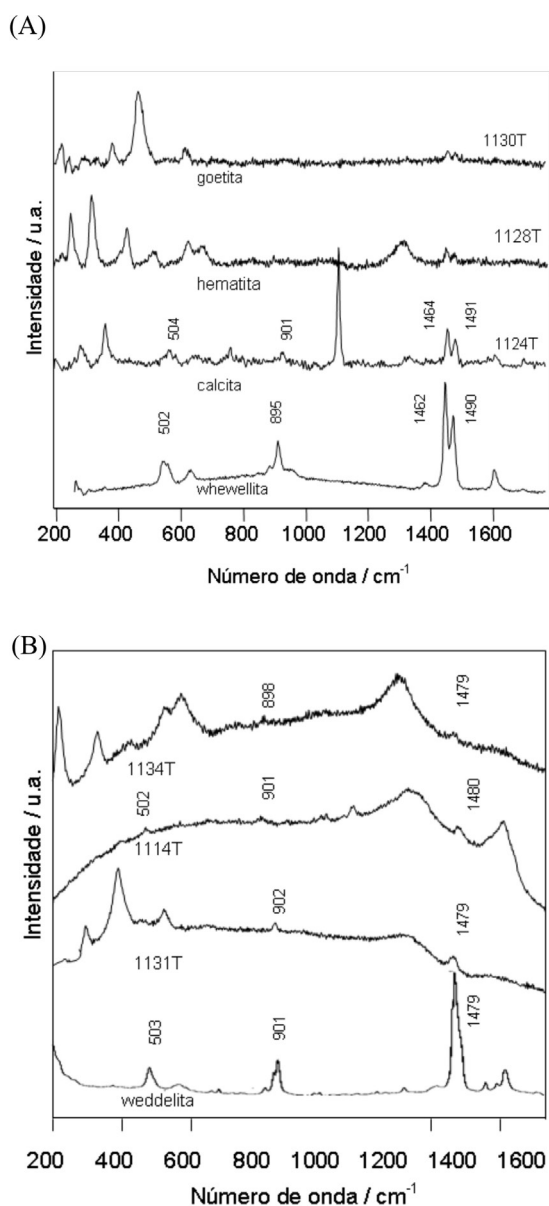 (A)
1130T
goetita
1128T
hematita
504
901
1464
1491
1124T
calcita
502
895
1462
1490
whewellita
Intensidade / u.a.
200 400 600 800 1000 1200 1400 1600
Número de onda / cm-1
(B)
898
1479
1134T
502
901
1480
1114T
902
1479
1131T
503
901
1479
weddelita
Intensidade / u.a.
200 400 600 800 1000 1200 1400 1600
Número de onda / cm-1